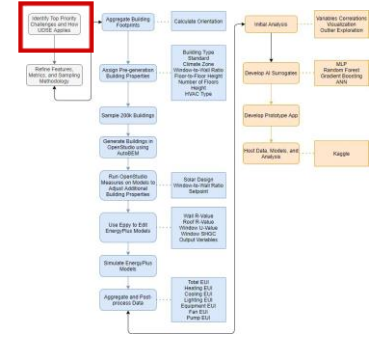 Identify Top Priority
Challenges and How
UDISE Applies
Refine Features,
Metrics, and Sampling
Methodology
Aggregate Building
Footprints
Calculate Orientation
Assign Pre-generation
Building Properties
Building Type
Standard
Climate Zone
Window-to-Wall Ratio
Floor-to-Floor Height
Number of Floors
Height
HVAC Type
Sample 200k Buildings
Generate Buildings in
OpenStudio using
AutoBEM
Run OpenStudio
Measures on Models to
Adjust Additional
Building Properties
Solar Design
Window-to-Wall Ratio
Setpoint
Use Eppy to Edit
EnergyPlus Models
Wall R-Value
Roof R-Value
Window U-Value
Window SHGC
Output Variables
Simulate EnergyPlus
Models
Aggregate and Post-
process Data
Total EUI
Heating EUI
Cooling EUI
Lighting EUI
Equipment EUI
Fan EUI
Pump EUI
Initial Analysis
Variables Correlations
Visualization
Outlier Exploration
Develop AI Surrogates
MLP
Random Forest
Gradient Boosting
ANN
Develop Prototype App
Host Data, Models, and
Analysis
Kaggle